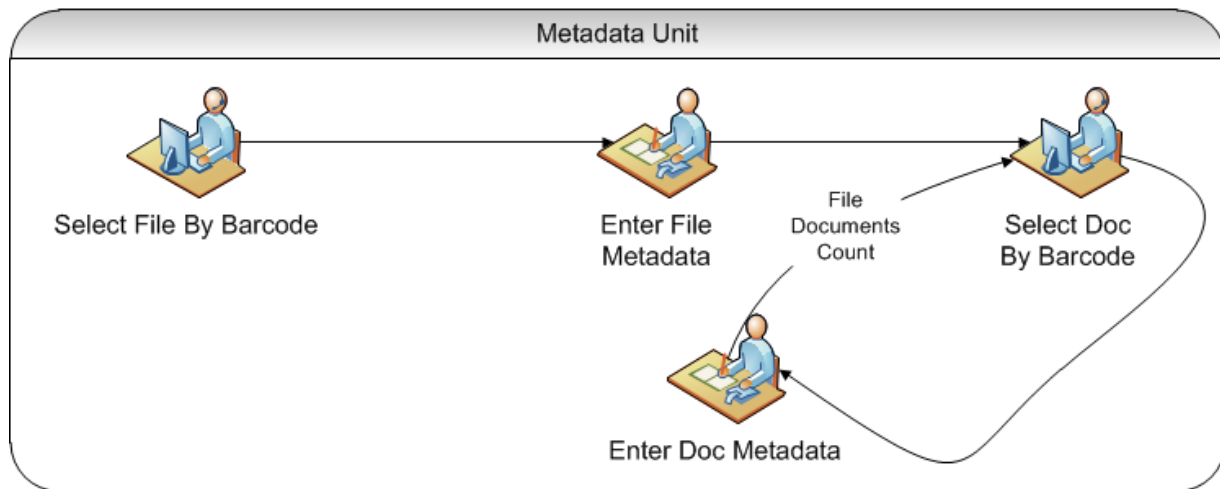 Metadata Unit
Select File By Barcode
Enter File
Metadata
File
Documents
Count
Select Doc
By Barcode
Enter Doc Metadata